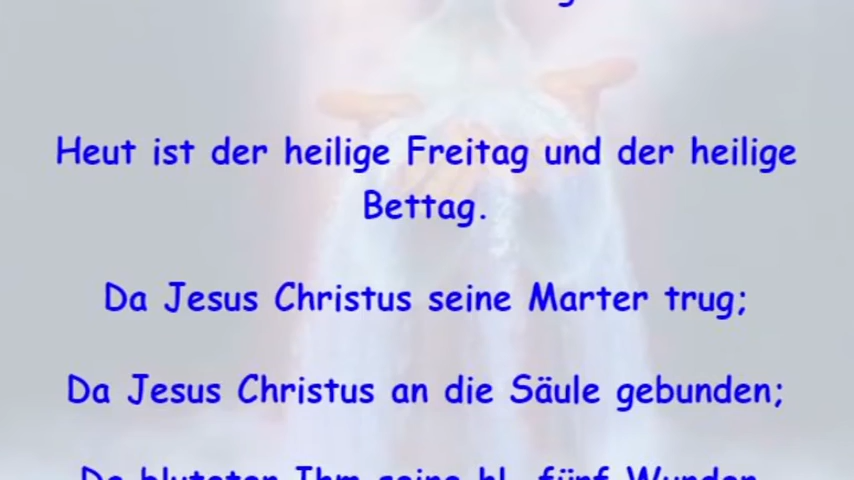 Heut ist der heilige Freitag und der heilige
Bettag.
Da Jesus Christus seine Marter trug;
Da Jesus Christus an die Säule gebunden;
Da bluteten Ihm seine hl. fünf Wunden